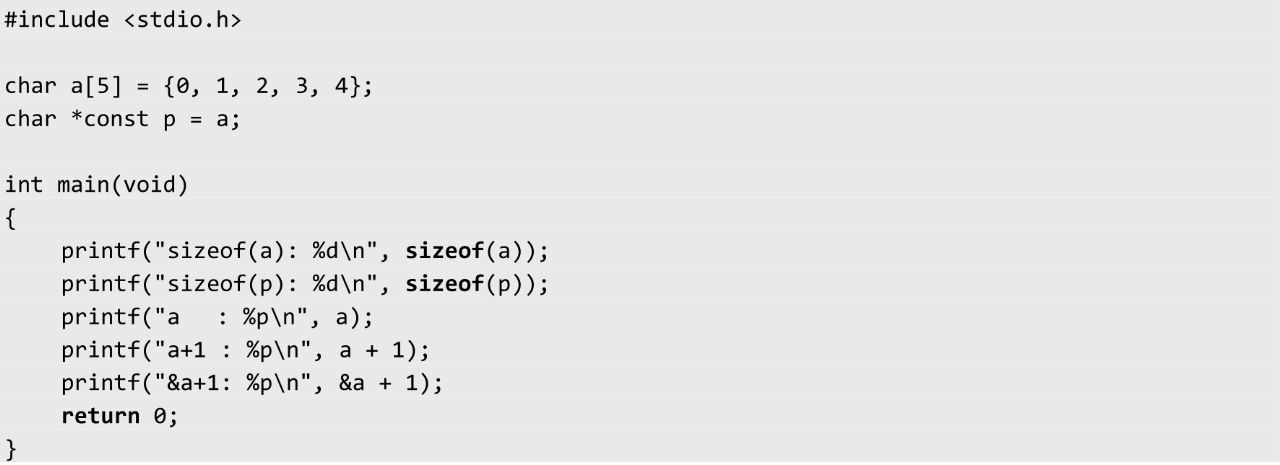 #include <stdio.h>

char a[5] = {0, 1, 2, 3, 4};
char *const p = a;

int main(void)
{
    printf("sizeof(a): %d\n", sizeof(a));
    printf("sizeof(p): %d\n", sizeof(p));
    printf("a   : %p\n", a);
    printf("a+1 : %p\n", a + 1);
    printf("&a+1: %p\n", &a + 1);
    return 0;
}